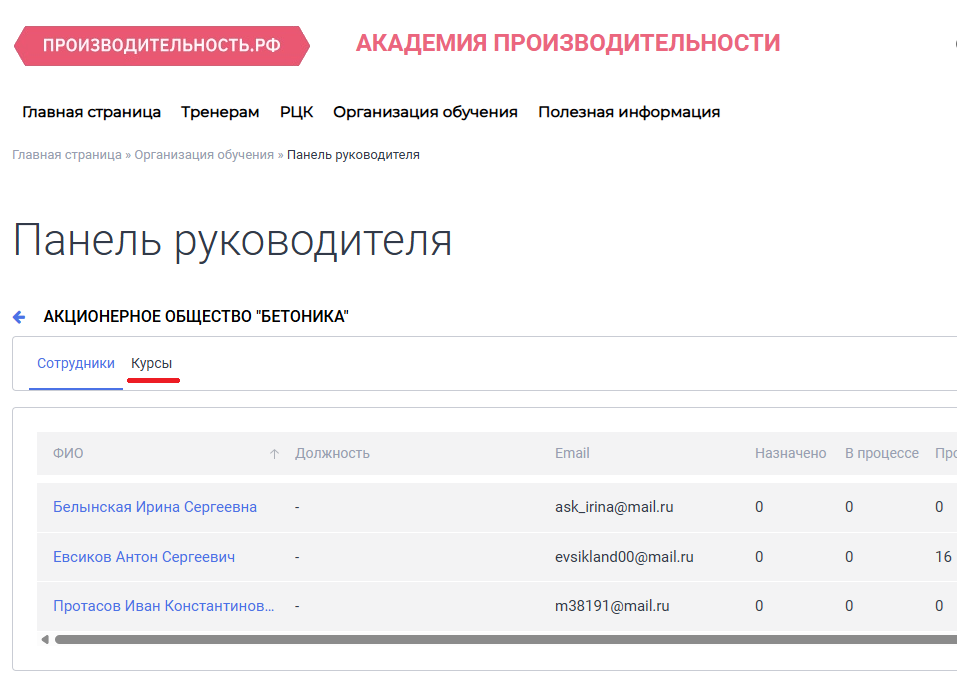 ПРОИЗВОДИТЕЛЬНОСТЬ.РФ АКАДЕМИЯ ПРОИЗВОДИТЕЛЬНОСТИ
Главная страница Тренерам РЦК Организация обучения Полезная информация
Главная страница » Организация обучения » Панель руководителя
Панель руководителя
АКЦИОНЕРНОЕ ОБЩЕСТВО "БЕТОНИКА"
Сотрудники Курсы
ФИО Должность Email Назначено В процессе
Белынская Ирина Сергеевна - ask_irina@mail.ru 0 0 0
Евсиков Антон Сергеевич - evsikland00@mail.ru 0 0 16
Протасов Иван Константинов... - m38191@mail.ru 0 0 0